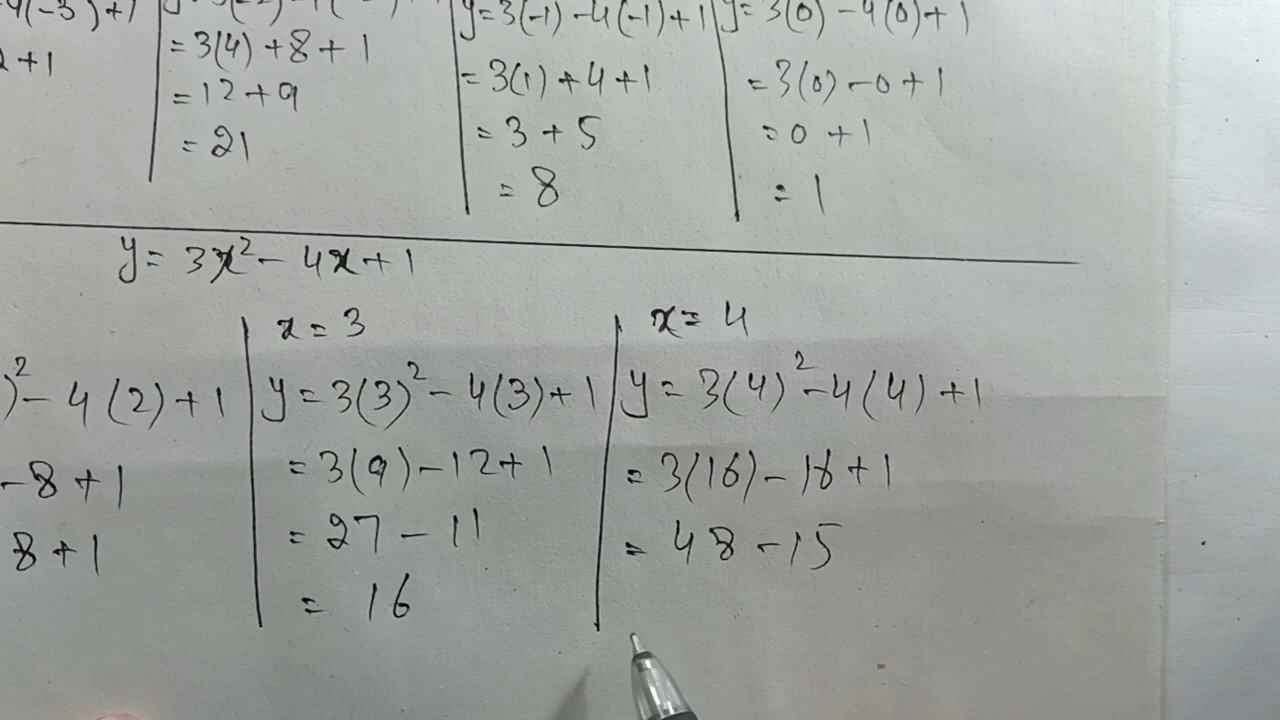 2+1
= 3(4) + 8 + 1
= 12 + 9
= 21
y = 3(-1) - 4(-1) + 1
= 3(1) + 4 + 1
= 3 + 5
= 8
y = 3(0) - 4(0) + 1
= 3(0) - 0 + 1
= 0 + 1
= 1
y = 3x² - 4x + 1
)² - 4(2) + 1
- 8 + 1
8 + 1
x = 3
y = 3(3)² - 4(3) + 1
= 3(9) - 12 + 1
= 27 - 11
= 16
x = 4
y = 3(4)² - 4(4) + 1
= 3(16) - 16 + 1
= 48 - 15